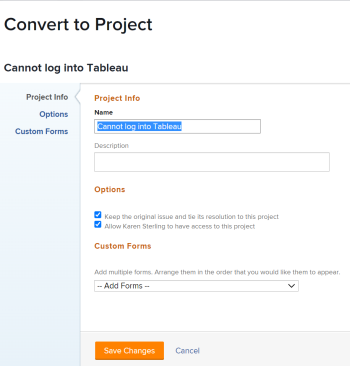 Convert to Project
Cannot log into Tableau
Project Info
Options
Custom Forms
Project Info
Name
Cannot log into Tableau
Description
Options
Keep the original issue and tie its resolution to this project
Allow Karen Sterling to have access to this project
Custom Forms
Add multiple forms. Arrange them in the order that you would like them to appear.
-- Add Forms --
Save Changes Cancel